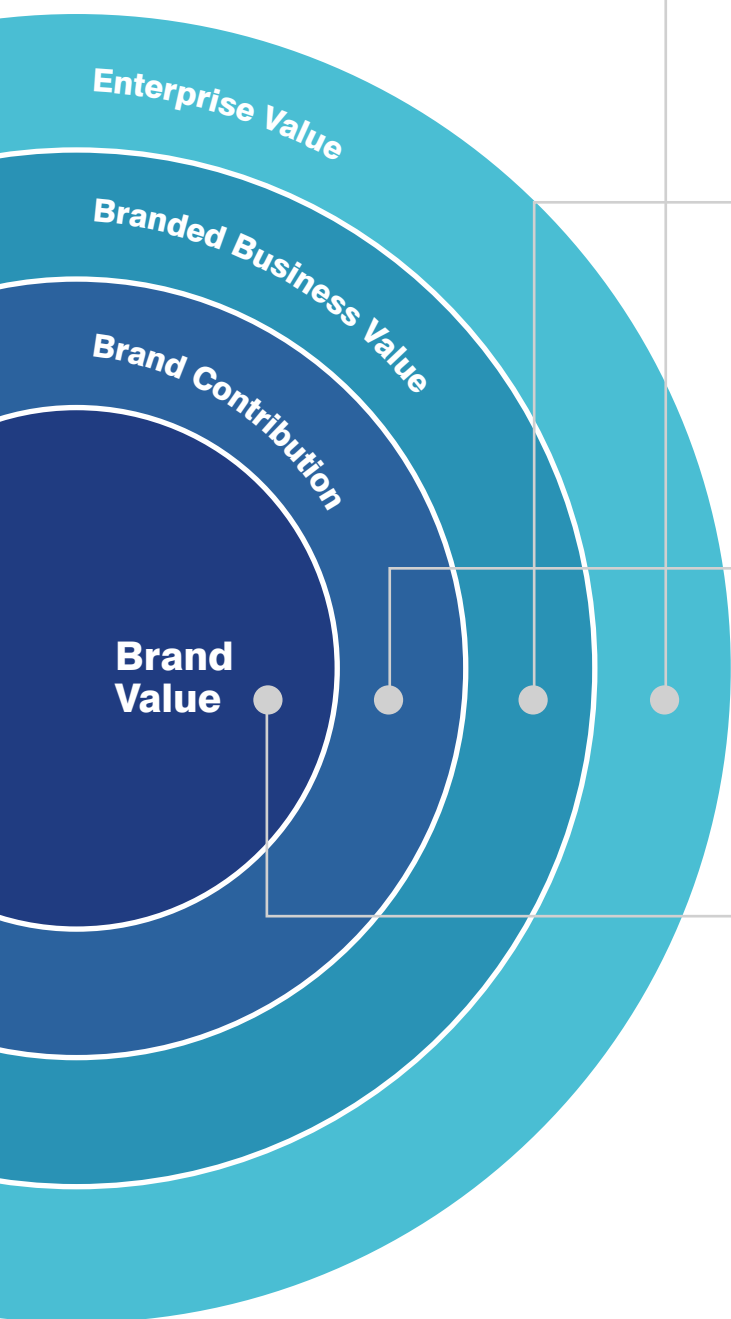 Enterprise Value
Branded Business Value
Brand Contribution
Brand
Value